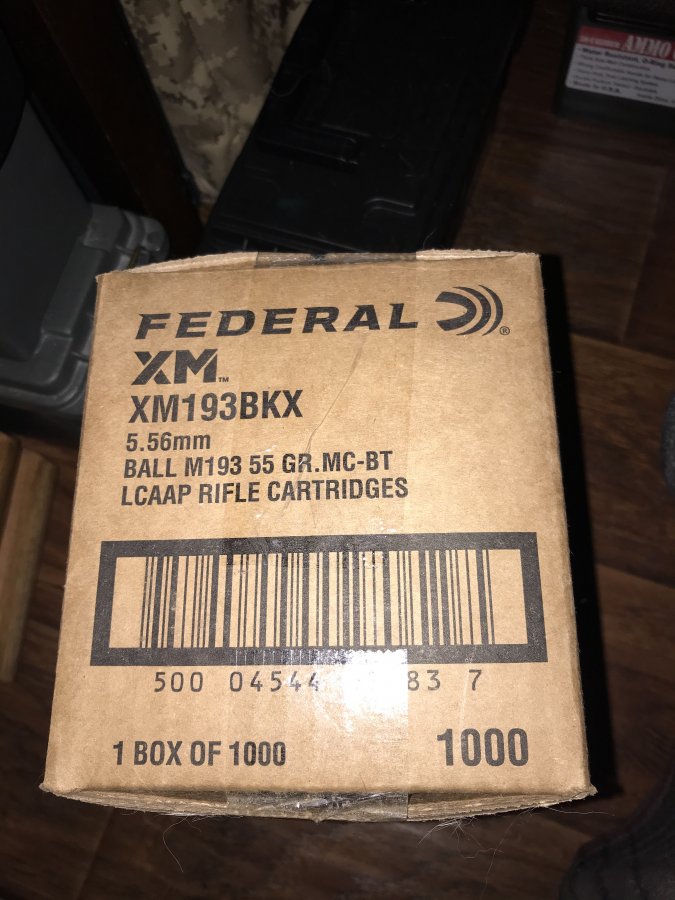 AMMO
FEDERAL ®
XM™
XM193BKX
5.56mm
BALL M193 55 GR.MC-BT
LCAAP RIFLE CARTRIDGES
500 04544 83 7
1 BOX OF 1000
1000